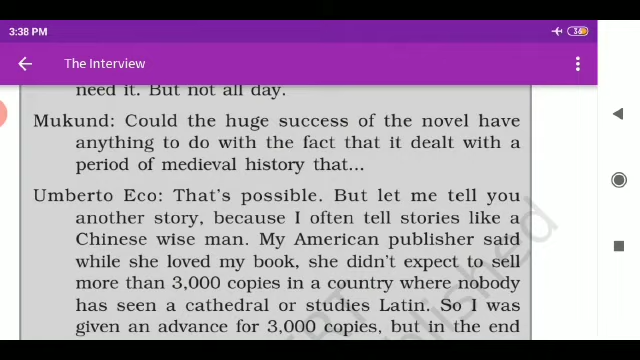 3:38 PM
36
The Interview
need it. But not all day.
Mukund: Could the huge success of the novel have
anything to do with the fact that it dealt with a
period of medieval history that...
Umberto Eco: That's possible. But let me tell you
another story, because I often tell stories like a
Chinese wise man. My American publisher said
while she loved my book, she didn't expect to sell
more than 3,000 copies in a country where nobody
has seen a cathedral or studies Latin. So I was
given an advance for 3,000 copies, but in the end